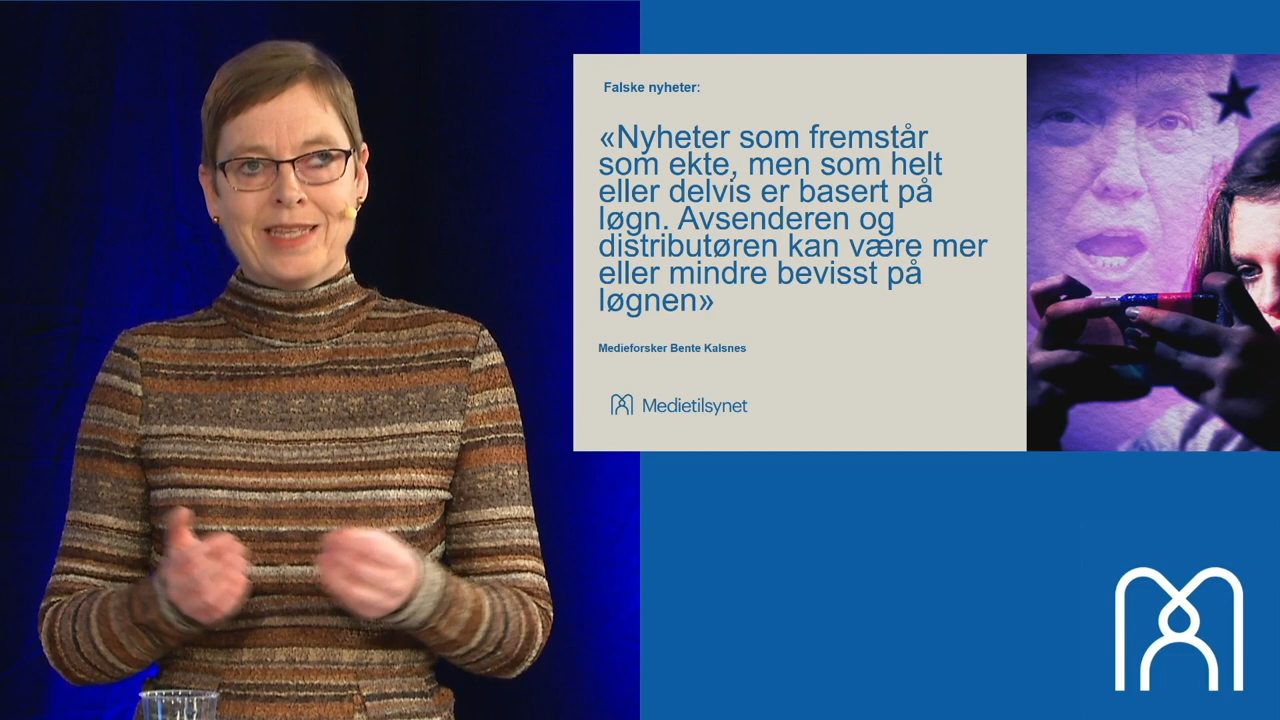 Falske nyheter:
«Nyheter som fremstår
som ekte, men som helt
eller delvis er basert på
løgn. Avsenderen og
distributøren kan være mer
eller mindre bevisst på
løgnen»
Medieforsker Bente Kalsnes
Medietilsynet